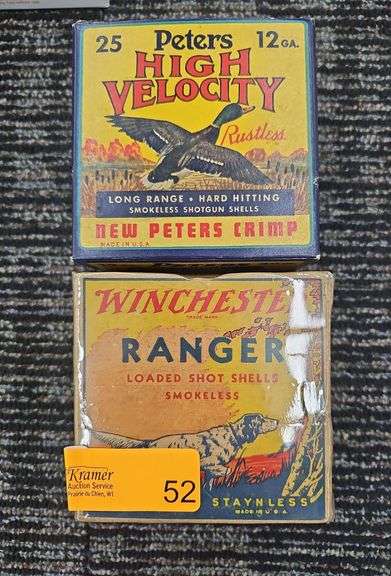 25 Peters 12 GA.
HIGH
VELOCITY
Rustless
LONG RANGE • HARD HITTING
SMOKELESS SHOTGUN SHELLS
NEW PETERS CRIMP
MADE IN U.S.A.
WINCHESTE
TRADE MARK
RANGER
LOADED SHOT SHELLS
SMOKELESS
Kramer
Auction Service
Prairie du Chien, WI
52
STAYNLESS
MADE IN U.S.A.